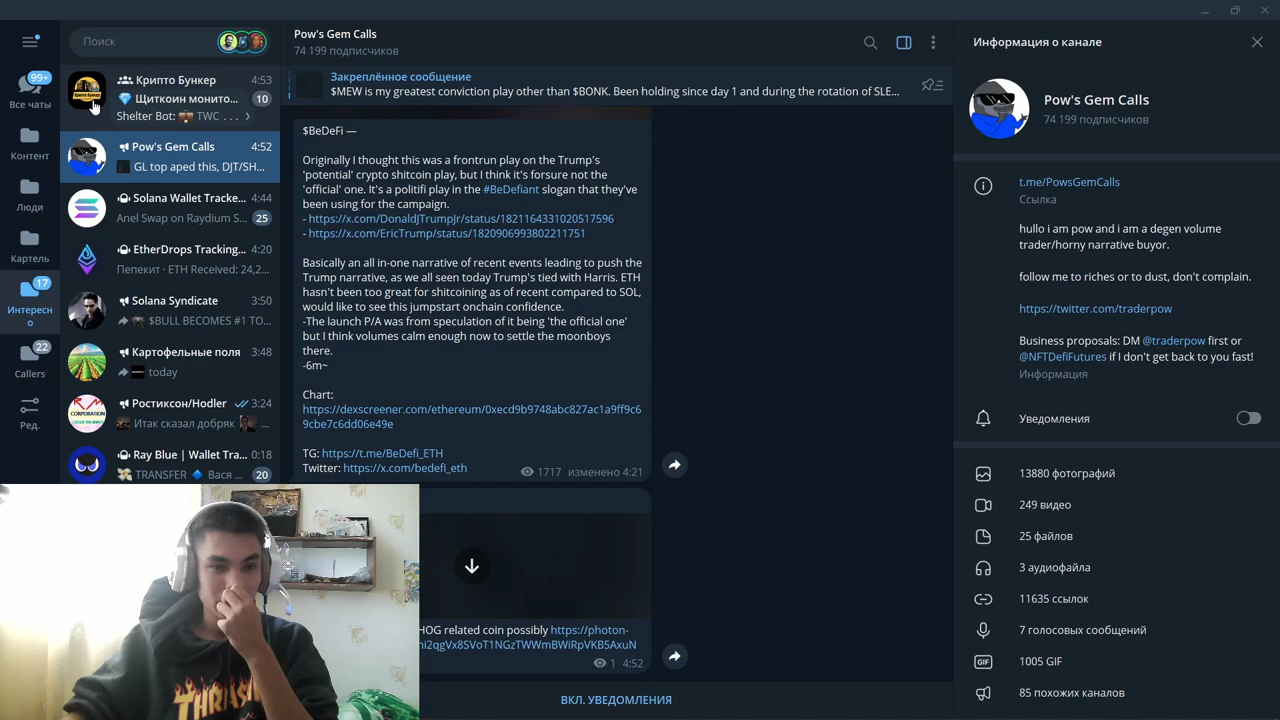 Поиск
99+
Все чаты
Контент
Люди
Картель
17
Интересн
о
22
Callers
Ред.
Крипто Бункер 4:53
💎 Щиткоин монито... 10
Shelter Bot: 💼 TWC . . . ›
Pow's Gem Calls 4:52
GL top aped this, DJT/SH...
Solana Wallet Tracke... 4:44
Anel Swap on Raydium S... 25
EtherDrops Tracking... 4:20
Пепекит · ETH Received: 24,2...
Solana Syndicate 3:50
$BULL BECOMES #1 TO...
Картофельные поля 3:48
today
Ростиксон/Hodler 3:24
Итак сказал добряк ...
Ray Blue | Wallet Tra... 0:18
💸 TRANSFER 🔷 Вася ... 20
Pow's Gem Calls
74 199 подписчиков
Закреплённое сообщение
$MEW is my greatest conviction play other than $BONK. Been holding since day 1 and during the rotation of SLE...
$BeDeFi —
Originally I thought this was a frontrun play on the Trump's
'potential' crypto shitcoin play, but I think it's forsure not the
'official' one. It's a politifi play in the #BeDefiant slogan that they've
been using for the campaign.
- https://x.com/DonaldJTrumpJr/status/1821164331020517596
- https://x.com/EricTrump/status/1820906993802211751
Basically an all in-one narrative of recent events leading to push the
Trump narrative, as we all seen today Trump's tied with Harris. ETH
hasn't been too great for shitcoining as of recent compared to SOL,
would like to see this jumpstart onchain confidence.
-The launch P/A was from speculation of it being 'the official one'
but I think volumes calm enough now to settle the moonboys
there.
-6m~
Chart:
https://dexscreener.com/ethereum/0xecd9b9748abc827ac1a9ff9c6
9cbe7c6dd06e49e
TG: https://t.me/BeDefi_ETH
Twitter: https://x.com/bedefi_eth 1717 изменено 4:21
HOG related coin possibly https://photon-
ni2qgVx8SVoT1NGzTWWmBWiRpVKB5AxuN
1 4:52
ВКЛ. УВЕДОМЛЕНИЯ
Информация о канале
Pow's Gem Calls
74 199 подписчиков
t.me/PowsGemCalls
Ссылка
hullo i am pow and i am a degen volume
trader/horny narrative buyor.
follow me to riches or to dust, don't complain.
https://twitter.com/traderpow
Business proposals: DM @traderpow first or
@NFTDefiFutures if I don't get back to you fast!
Информация
Уведомления
13880 фотографий
249 видео
25 файлов
3 аудиофайла
11635 ссылок
7 голосовых сообщений
GIF 1005 GIF
85 похожих каналов
THRAS